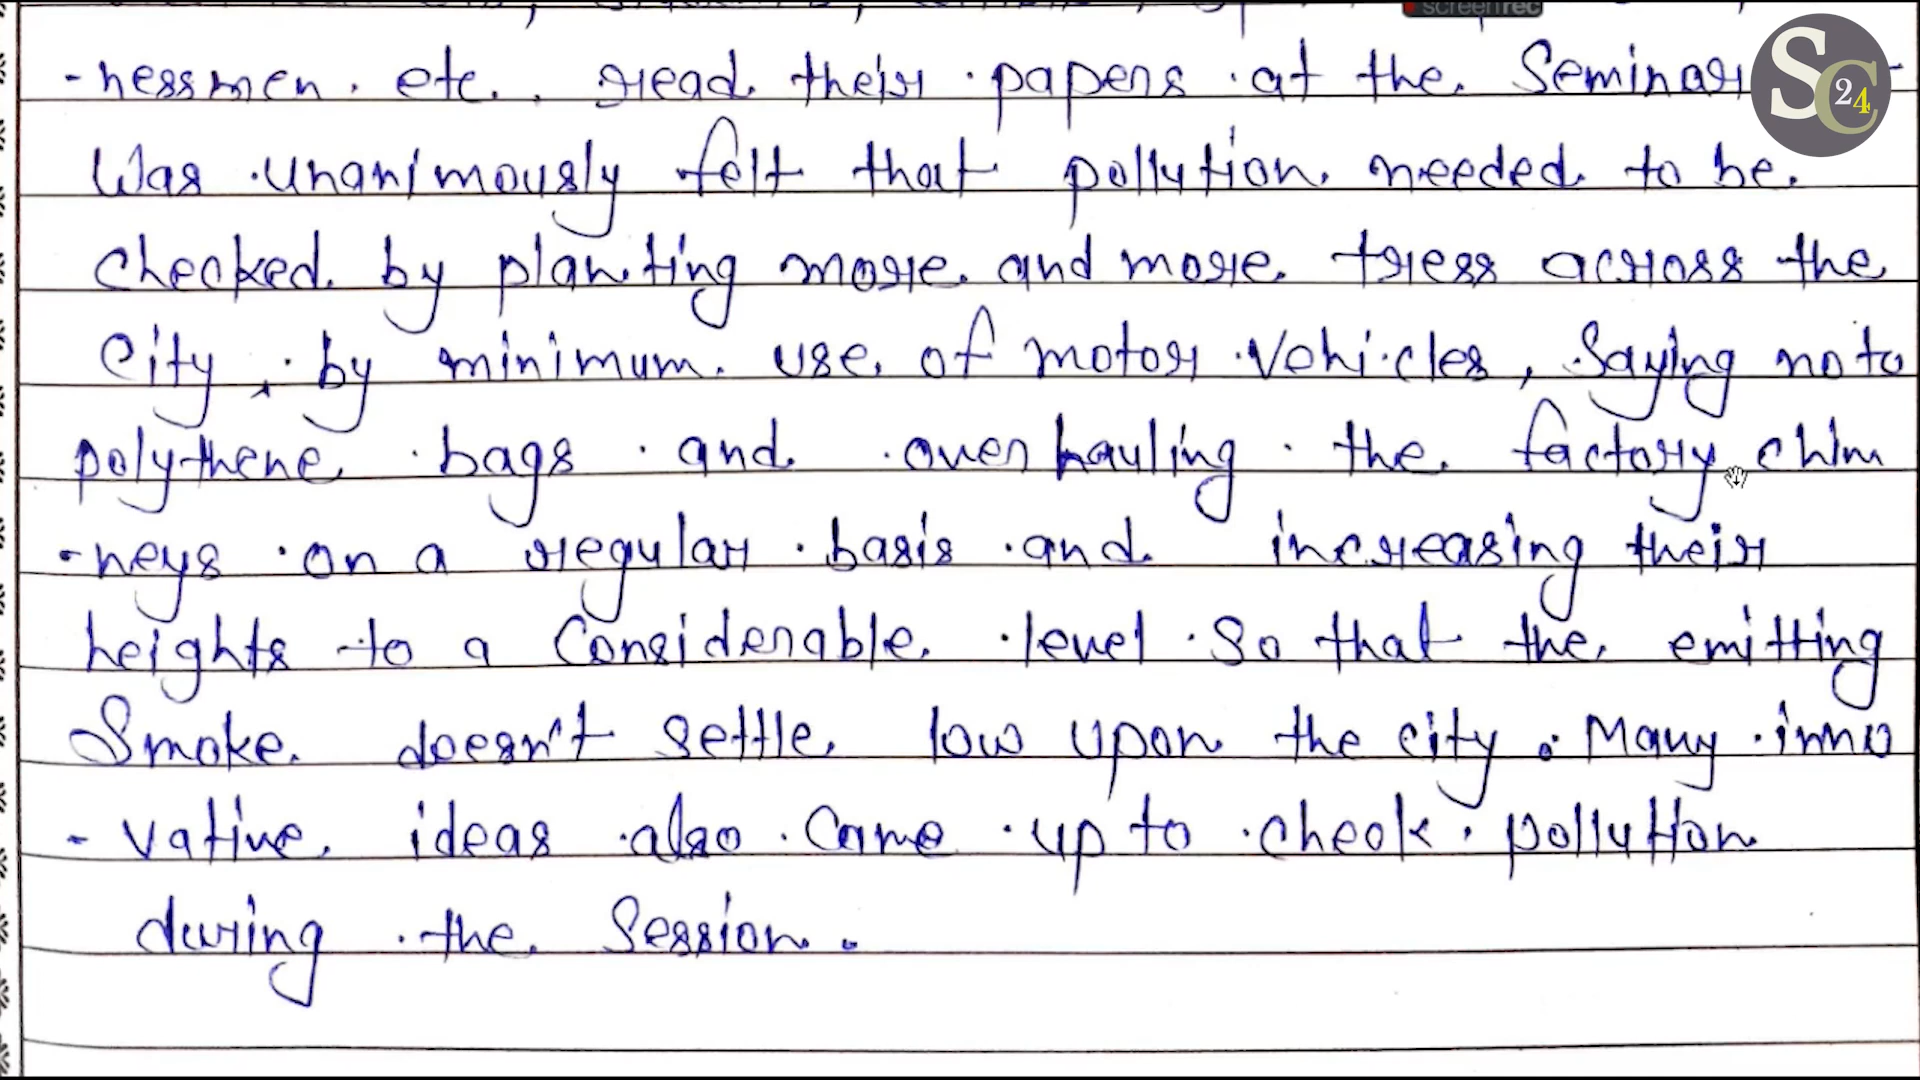 screenrec
-nessmen. etc. read their papers at the Seminar
SC 24
Was unanimously felt that pollution needed to be
checked by planting more and more tress across the
City, by minimum use of motor vehicles, Saying no to
polythene bags and overhauling the factory chim
-neys on a regular basis and increasing their
heights to a Considerable level So that the emitting
Smoke doesn't settle low upon the city. Many inno
-vative ideas also Came up to check pollution
during the Session.